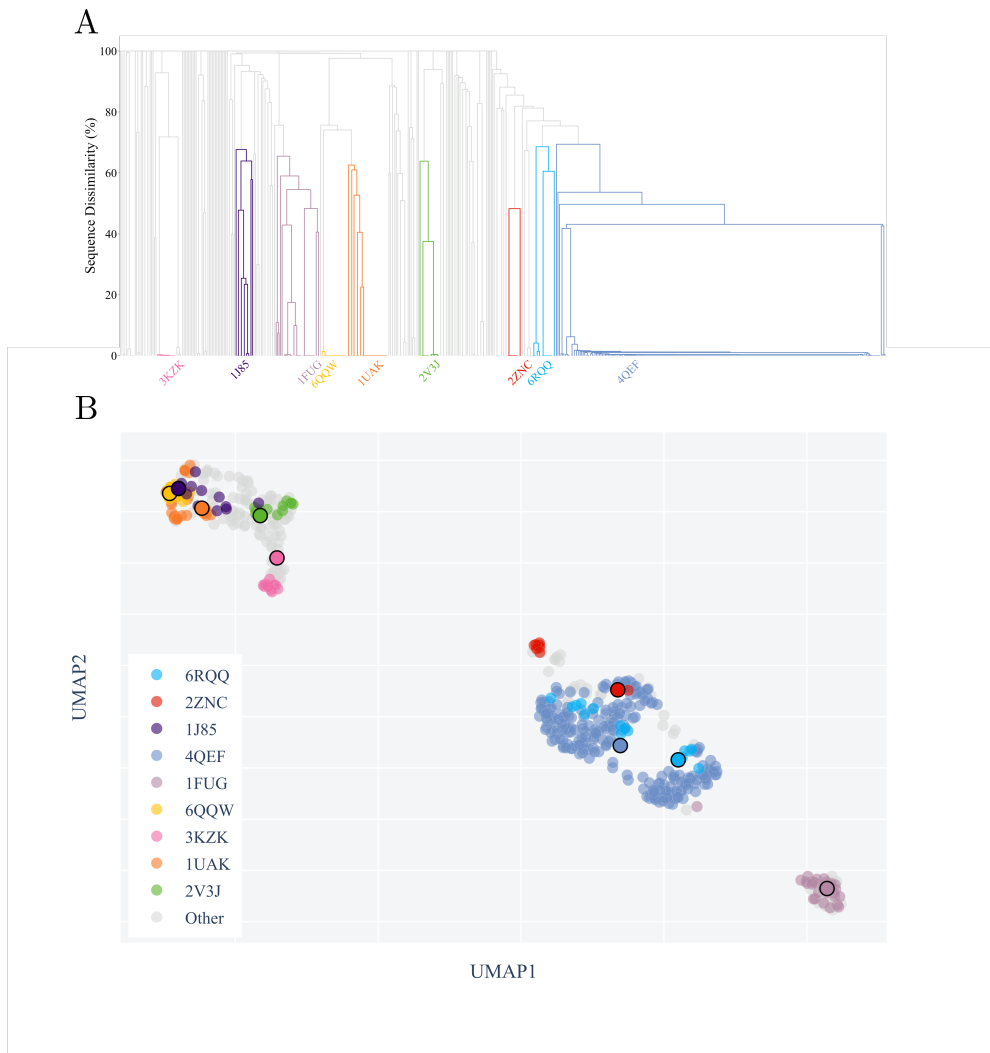 A
Sequence Dissimilarity (%)
100
80
60
40
20
0
3KZK
1J85
1FUG
6QQW
1UAK
2V3J
2ZNC
6RQQ
4QEF
B
UMAP2
6RQQ
2ZNC
1J85
4QEF
1FUG
6QQW
3KZK
1UAK
2V3J
Other
UMAP1